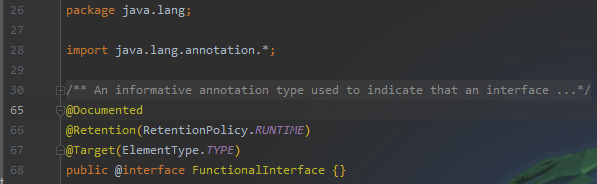 26 package java.lang;
27
28 import java.lang.annotation.*;
29
30 /** An informative annotation type used to indicate that an interface ...*/
65 @Documented
66 @Retention(RetentionPolicy.RUNTIME)
67 @Target(ElementType.TYPE)
68 public @interface FunctionalInterface {}